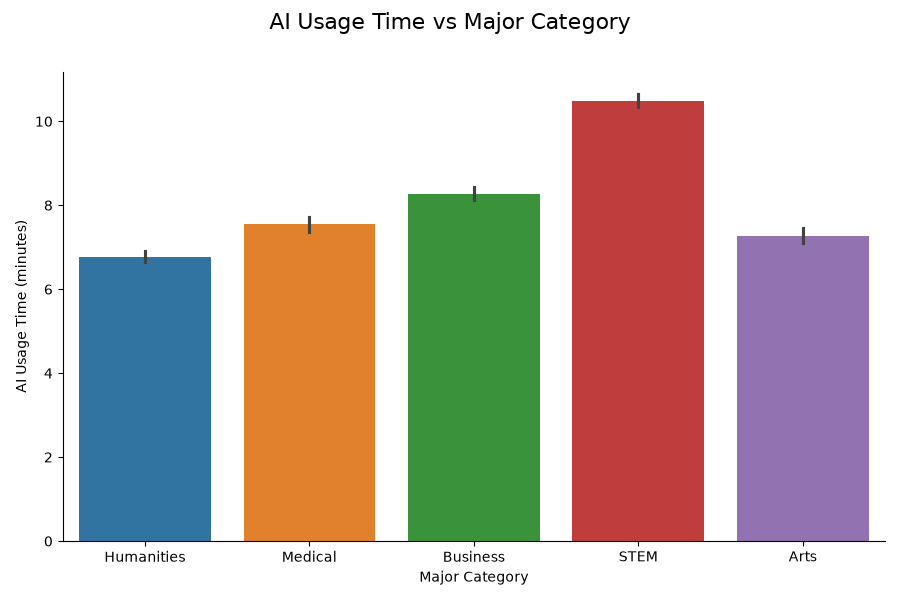 AI Usage Time vs Major Category
AI Usage Time (minutes)
10
8
6
4
2
0
Humanities
Medical
Business
STEM
Arts
Major Category